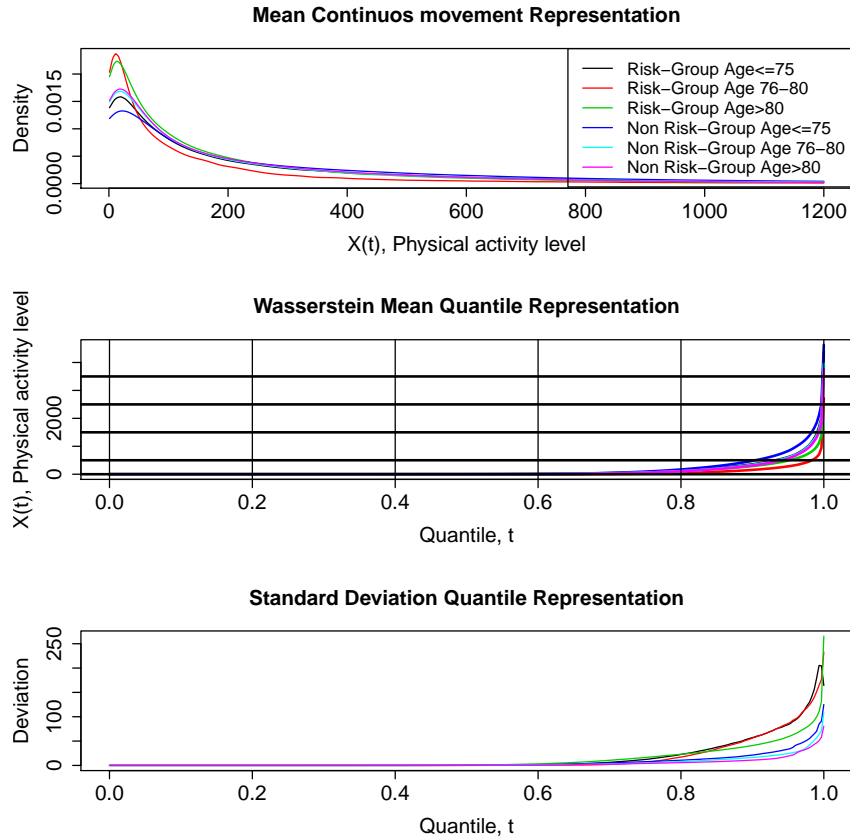 Mean Continuos movement Representation
Density
0.0015
0.0000
Risk−Group Age<=75
Risk−Group Age 76−80
Risk−Group Age>80
Non Risk−Group Age<=75
Non Risk−Group Age 76−80
Non Risk−Group Age>80
0 200 400 600 800 1000 1200
X(t), Physical activity level
Wasserstein Mean Quantile Representation
X(t), Physical activity level
2000
0
0.0 0.2 0.4 0.6 0.8 1.0
Quantile, t
Standard Deviation Quantile Representation
Deviation
250
100
0
0.0 0.2 0.4 0.6 0.8 1.0
Quantile, t